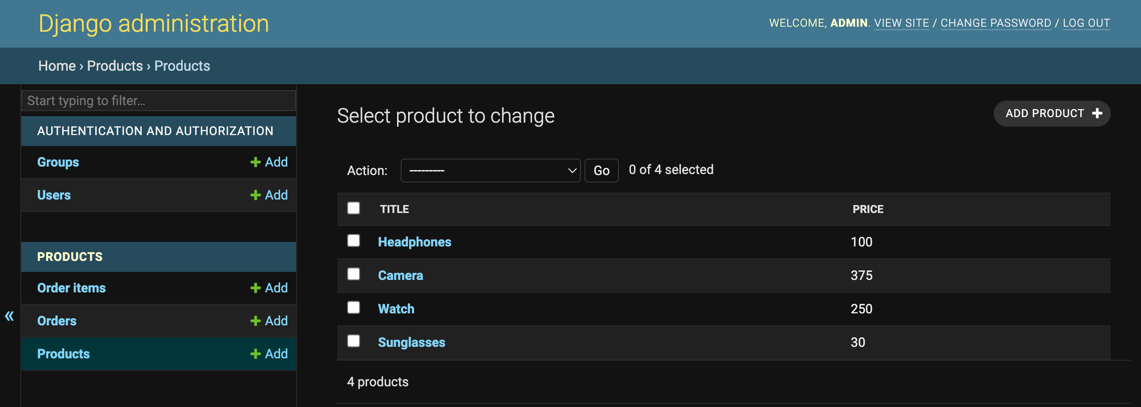 Django administration
WELCOME, ADMIN. VIEW SITE / CHANGE PASSWORD / LOG OUT
Home › Products › Products
Start typing to filter...
AUTHENTICATION AND AUTHORIZATION
Groups + Add
Users + Add
PRODUCTS
Order items + Add
Orders + Add
Products + Add
«
Select product to change
ADD PRODUCT +
Action: --------- Go 0 of 4 selected
TITLE PRICE
Headphones 100
Camera 375
Watch 250
Sunglasses 30
4 products